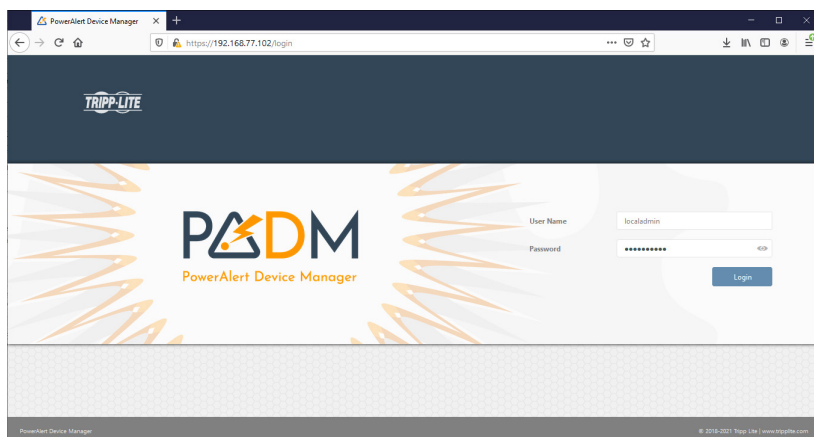 PowerAlert Device Manager
https://192.168.77.102/login
TRIPP·LITE
PADM
PowerAlert Device Manager
User Name
localadmin
Password
••••••••••
Login
PowerAlert Device Manager
© 2018-2021 Tripp Lite | www.tripplite.com